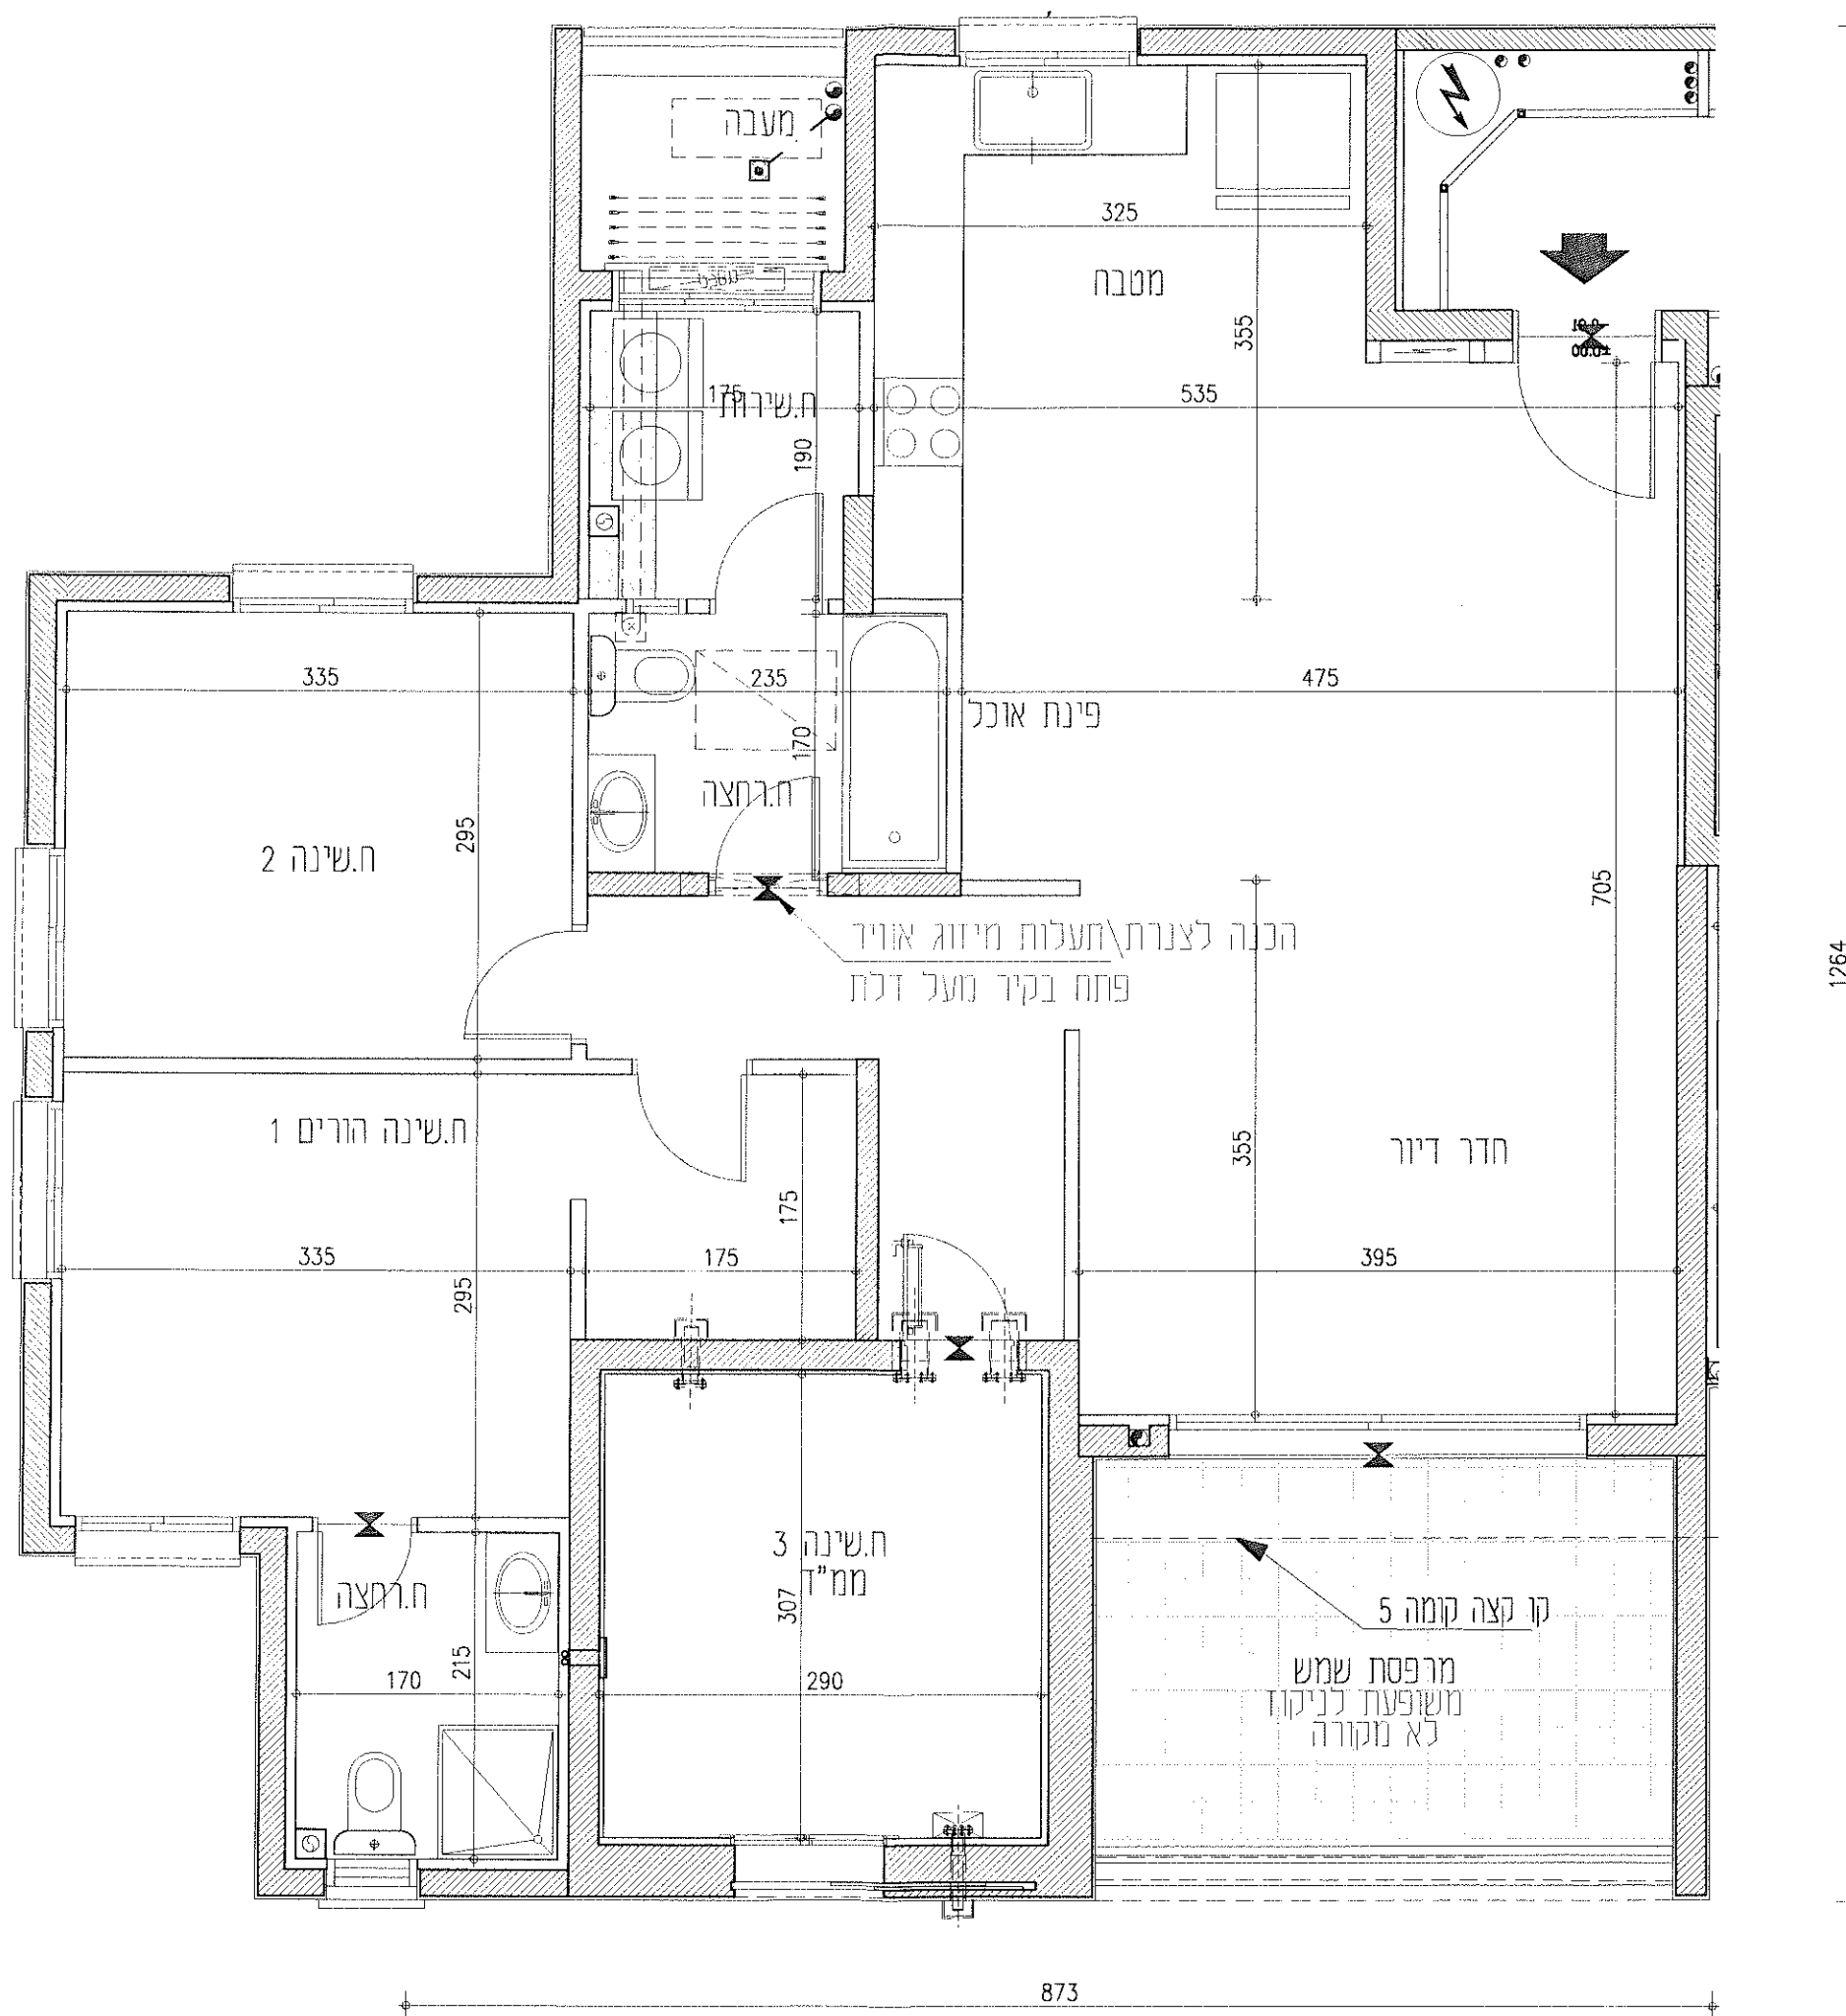 מעבה
325
מטבח
355
175
ח.שירות
535
190
±0.00
335
235
475
פינת אוכל
170
ח.רחצה
295
ח.שינה 2
705
הכנה לצנרת\תעלות מיזוג אוויר
פתח בקיר מעל דלת
1264
ח.שינה הורים 1
חדר דיור
355
175
335
175
395
295
ח.שינה 3
ממ"ד
307
ח.רחצה
קו קצה קומה 5
215
170
290
מרפסת שמש
משופעת לניקוז
לא מקורה
873